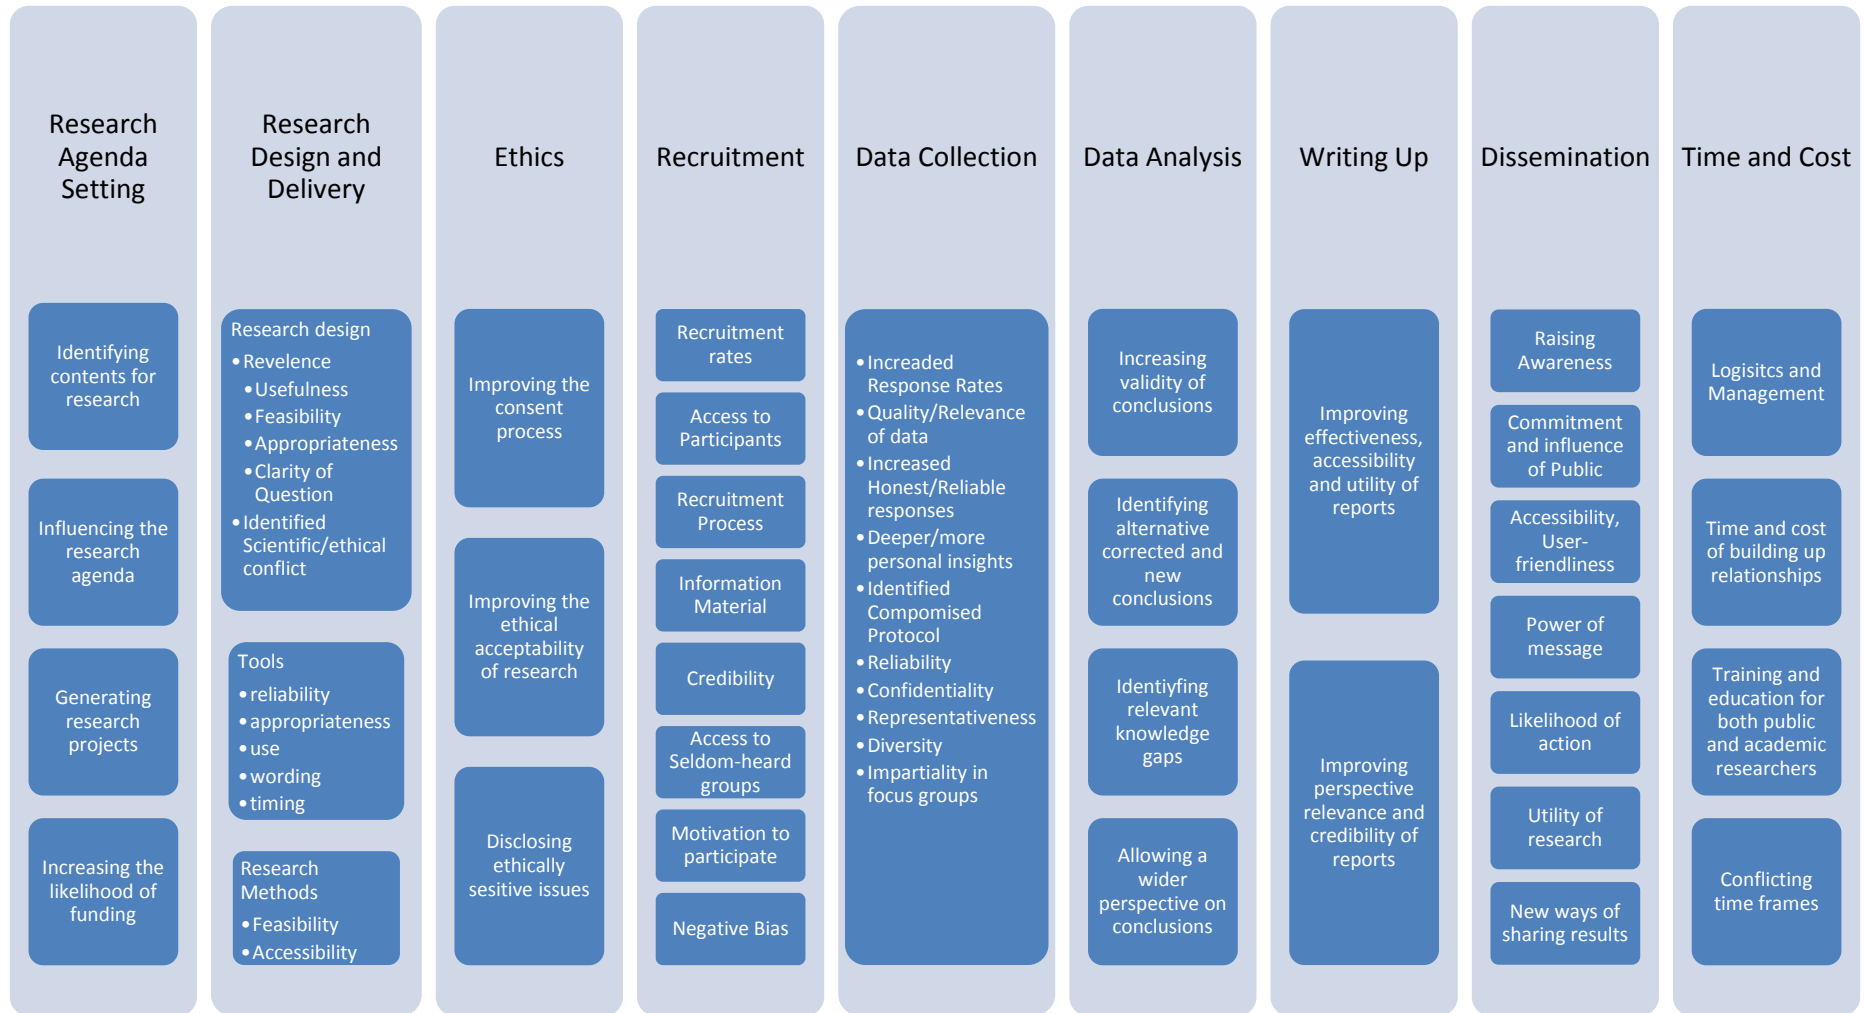 Research
Agenda
Setting
Identifying
contents for
research
Influencing the
research
agenda
Generating
research
projects
Increasing the
likelihood of
funding
Research
Design and
Delivery
Research design
•Revelence
•Usefulness
•Feasibility
•Appropriateness
•Clarity of
Question
•Identified
Scientific/ethical
conflict
Tools
•reliability
•appropriateness
•use
•wording
•timing
Research
Methods
•Feasibility
•Accessibility
Ethics
Improving the
consent
process
Improving the
ethical
acceptability
of research
Disclosing
ethically
sesitive issues
Recruitment
Recruitment
rates
Access to
Participants
Recruitment
Process
Information
Material
Credibility
Access to
Seldom-heard
groups
Motivation to
participate
Negative Bias
Data Collection
•Increaded
Response Rates
•Quality/Relevance
of data
•Increased
Honest/Reliable
responses
•Deeper/more
personal insights
•Identified
Compomised
Protocol
•Reliability
•Confidentiality
•Representativeness
•Diversity
•Impartiality in
focus groups
Data Analysis
Increasing
validity of
conclusions
Identifying
alternative
corrected and
new
conclusions
Identiyfing
relevant
knowledge
gaps
Allowing a
wider
perspective on
conclusions
Writing Up
Improving
effectiveness,
accessibility
and utility of
reports
Improving
perspective
relevance and
credibility of
reports
Dissemination
Raising
Awareness
Commitment
and influence
of Public
Accessibility,
User-
friendliness
Power of
message
Likelihood of
action
Utility of
research
New ways of
sharing results
Time and Cost
Logisitcs and
Management
Time and cost
of building up
relationships
Training and
education for
both public
and academic
researchers
Conflicting
time frames